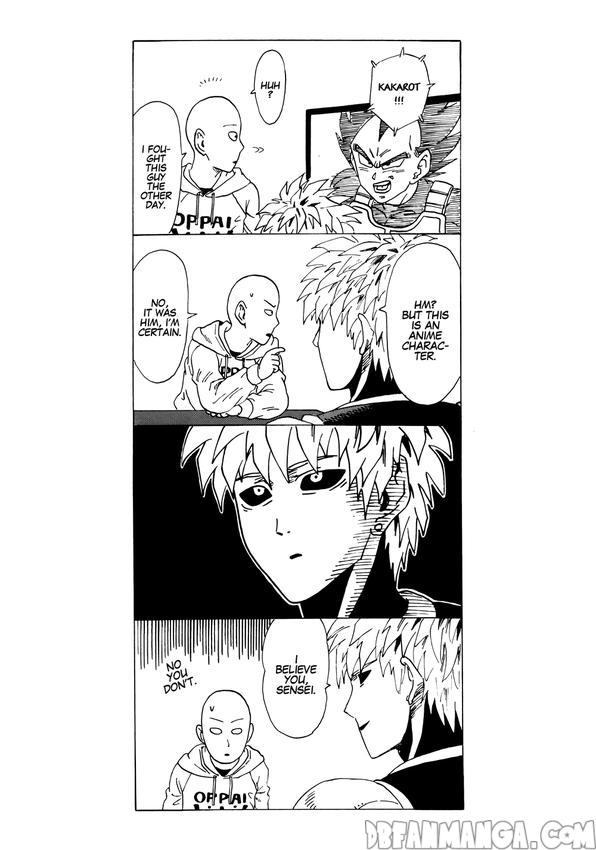 KAKAROT
!!!
HUH
?
I FOU-
GHT
THIS
GUY THE
OTHER
DAY.
OPPAI
HM?
BUT THIS
IS AN
ANIME
CHARAC-
TER.
NO,
IT WAS
HIM, I'M
CERTAIN.
OPPAI
I
BELIEVE
YOU,
SENSEI.
NO
YOU
DON'T.
OPPAI
DBFANMANGA.COM